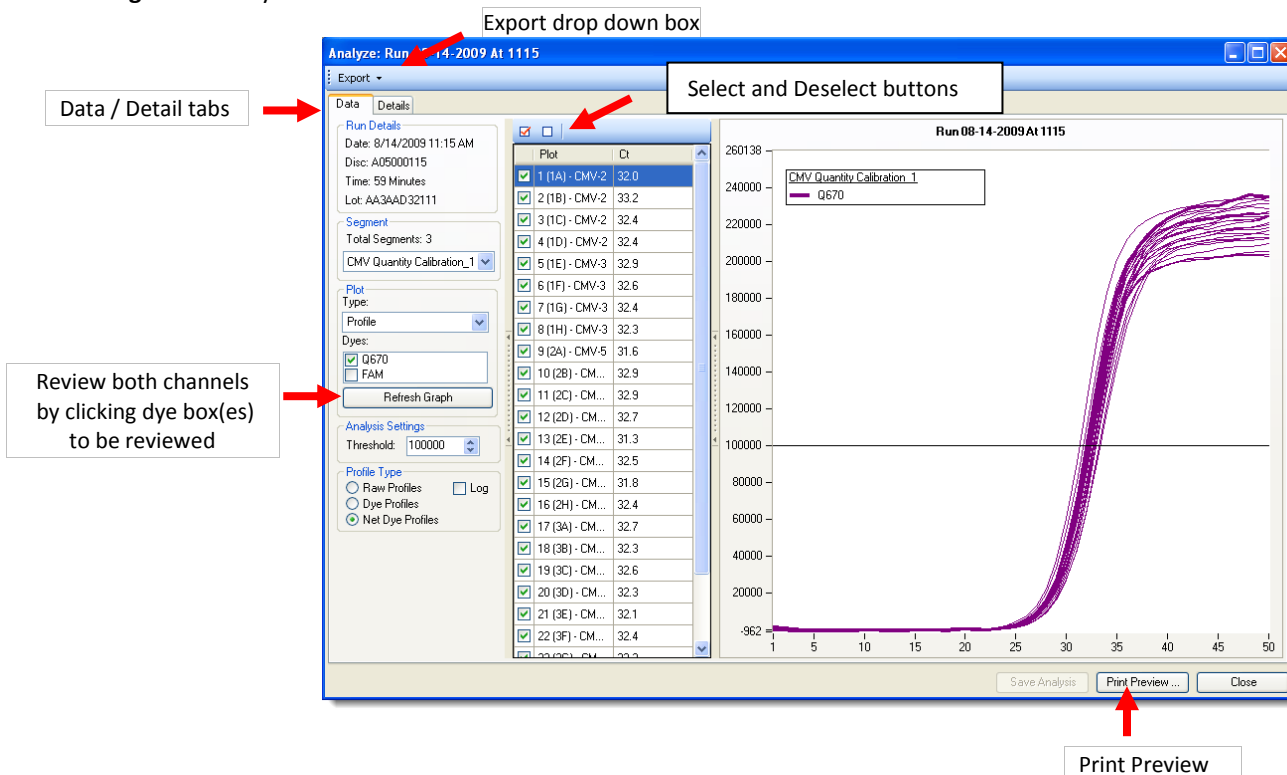 Export drop down box
Analyze: Run 08-14-2009 At 1115
Export
Select and Deselect buttons
Data / Detail tabs
Data
Details
Run Details
Date: 8/14/2009 11:15 AM
Disc: A05000115
Time: 59 Minutes
Lot: AA3AAD32111
Segment
Total Segments: 3
CMV Quantity Calibration_1
Plot
Type:
Profile
Dyes:
Q670
FAM
Refresh Graph
Review both channels
by clicking dye box(es)
to be reviewed
Analysis Settings
Threshold: 100000
Profile Type
Raw Profiles Log
Dye Profiles
Net Dye Profiles
Plot Ct
1 (1A) - CMV-2 32.0
2 (1B) - CMV-2 33.2
3 (1C) - CMV-2 32.4
4 (1D) - CMV-2 32.4
5 (1E) - CMV-3 32.9
6 (1F) - CMV-3 32.6
7 (1G) - CMV-3 32.4
8 (1H) - CMV-3 32.3
9 (2A) - CMV-5 31.6
10 (2B) - CM... 32.9
11 (2C) - CM... 32.9
12 (2D) - CM... 32.7
13 (2E) - CM... 31.3
14 (2F) - CM... 32.5
15 (2G) - CM... 31.8
16 (2H) - CM... 32.4
17 (3A) - CM... 32.7
18 (3B) - CM... 32.3
19 (3C) - CM... 32.6
20 (3D) - CM... 32.3
21 (3E) - CM... 32.1
22 (3F) - CM... 32.4
Run 08-14-2009 At 1115
CMV Quantity Calibration_1
Q670
260138
240000
220000
200000
180000
160000
140000
120000
100000
80000
60000
40000
20000
-962
1 5 10 15 20 25 30 35 40 45 50
Save Analysis
Print Preview ...
Close
Print Preview